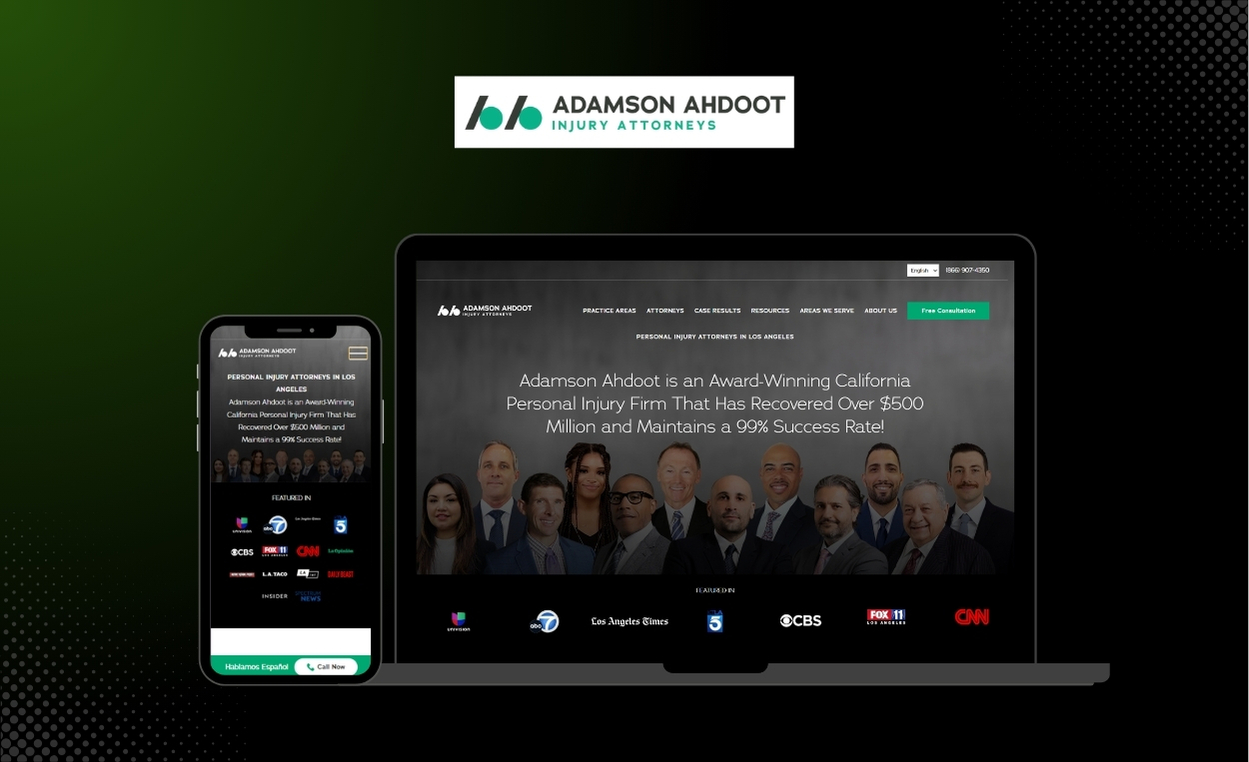 ADAMSON AHDOOT
INJURY ATTORNEYS
English
(866) 907-4350
ADAMSON AHDOOT
INJURY ATTORNEYS
PRACTICE AREAS
ATTORNEYS
CASE RESULTS
RESOURCES
AREAS WE SERVE
ABOUT US
Free Consultation
PERSONAL INJURY ATTORNEYS IN LOS ANGELES
Adamson Ahdoot is an Award-Winning California
Personal Injury Firm That Has Recovered Over $500
Million and Maintains a 99% Success Rate!
FEATURED IN
UNIVISION
abc 7
Los Angeles Times
5
CBS
FOX 11
LOS ANGELES
CNN
ADAMSON AHDOOT
INJURY ATTORNEYS
PERSONAL INJURY ATTORNEYS IN LOS
ANGELES
Adamson Ahdoot is an Award-Winning
California Personal Injury Firm That Has
Recovered Over $500 Million and
Maintains a 99% Success Rate!
FEATURED IN
UNIVISION
abc 7
Los Angeles Times
5
CBS
FOX 11
LOS ANGELES
CNN
La Opinión
L.A. TACO
DAILY BEAST
INSIDER
SPECTRUM
NEWS
Hablamos Español
Call Now